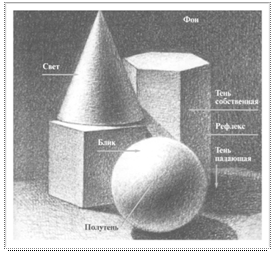 Фон
Свет
Тень
собственная
Рефлекс
Блик
Тень
падающая
Полутень